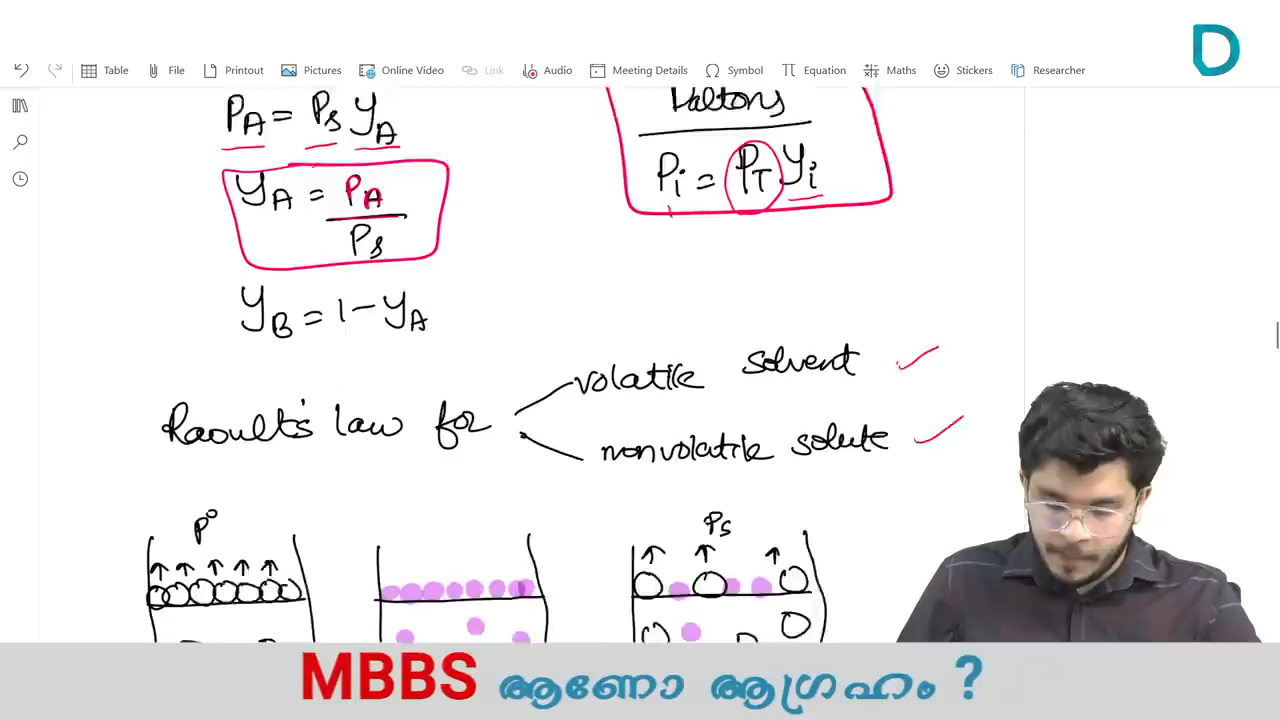 D
Table File Printout Pictures Online Video Link Audio Meeting Details Symbol Equation Maths Stickers Researcher
PA = Ps YA
YA = PA / Ps
YB = 1 - YA
Daltons
Pi = PT Yi
Raoult's law for
volatile solvent ✓
nonvolatile solute ✓
P°
Ps
MBBS ആണോ ആഗ്രഹം ?